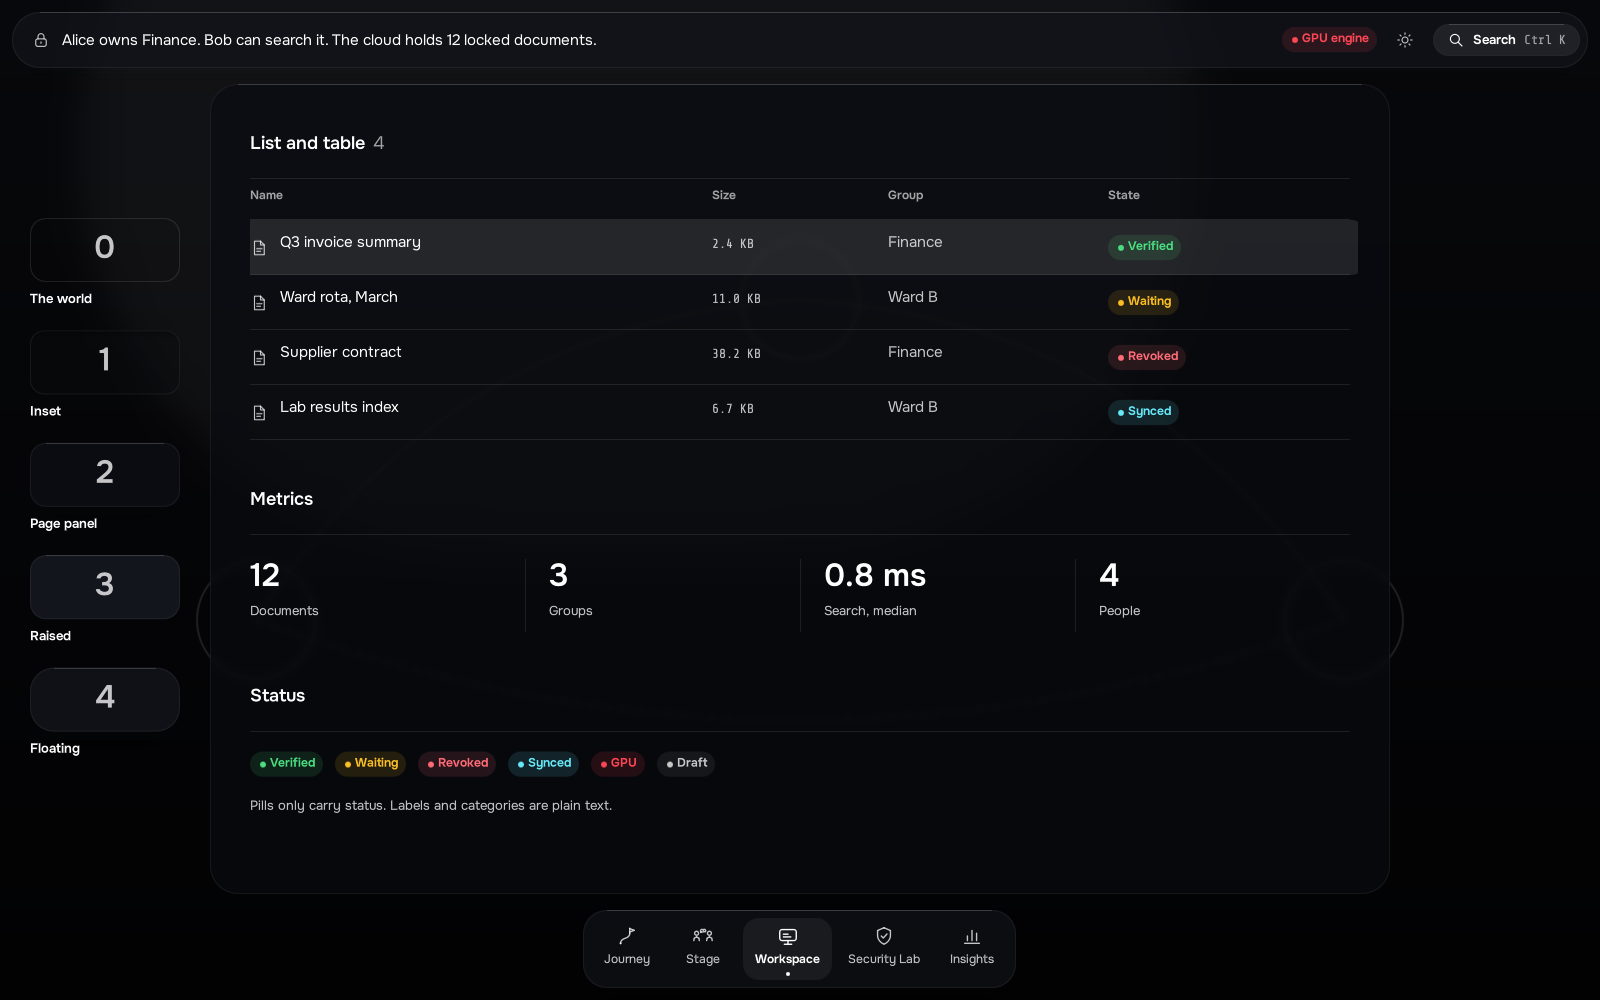 Alice owns Finance. Bob can search it. The cloud holds 12 locked documents.
GPU engine
Search Ctrl K
List and table 4
Name Size Group State
Q3 invoice summary 2.4 KB Finance Verified
Ward rota, March 11.0 KB Ward B Waiting
Supplier contract 38.2 KB Finance Revoked
Lab results index 6.7 KB Ward B Synced
0
The world
1
Inset
2
Page panel
3
Raised
4
Floating
Metrics
12 3 0.8 ms 4
Documents Groups Search, median People
Status
Verified Waiting Revoked Synced GPU Draft
Pills only carry status. Labels and categories are plain text.
Journey Stage Workspace Security Lab Insights